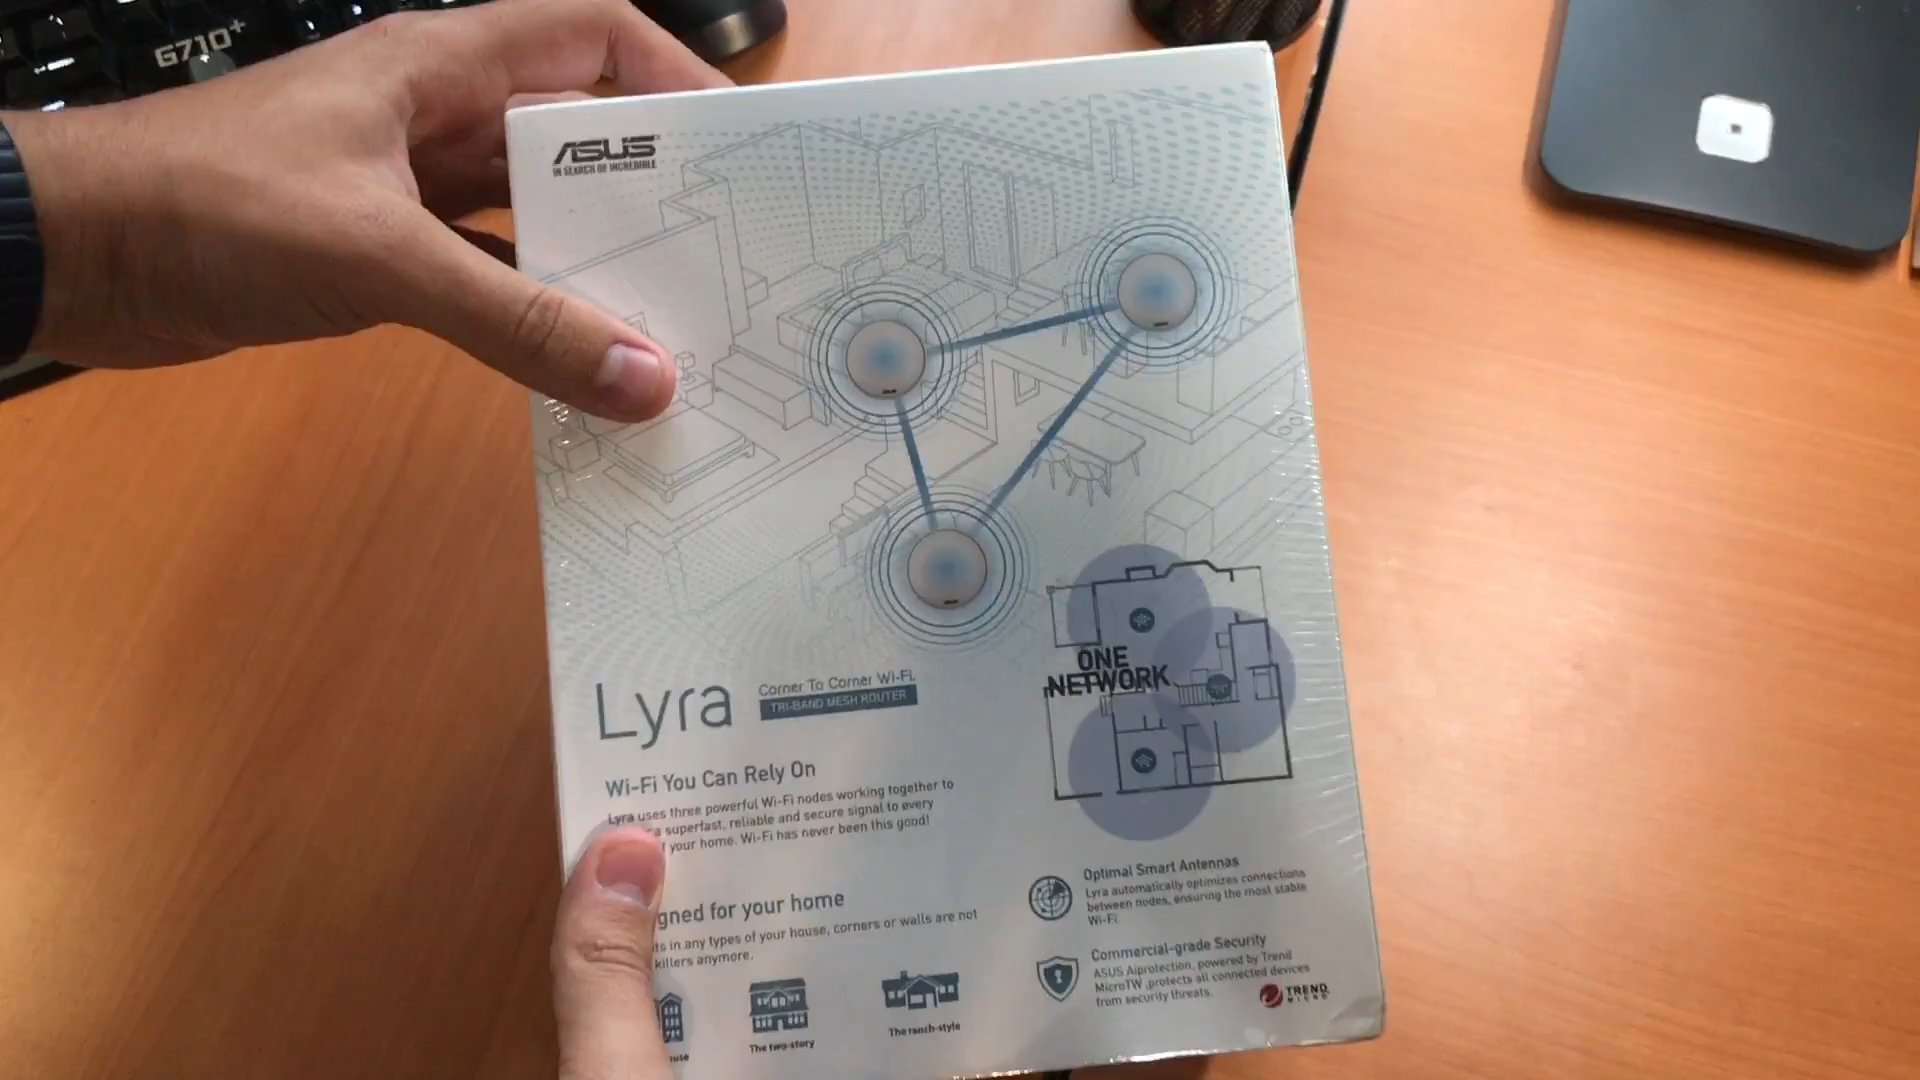 G710+
ASUS
IN SEARCH OF INCREDIBLE
ONE
NETWORK
Lyra
Corner To Corner Wi-Fi.
TRI-BAND MESH ROUTER
Wi-Fi You Can Rely On
Lyra uses three powerful Wi-Fi nodes working together to
a superfast, reliable and secure signal to every
your home. Wi-Fi has never been this good!
gned for your home
ts in any types of your house, corners or walls are not
killers anymore.
The two-story
The ranch-style
Optimal Smart Antennas
Lyra automatically optimizes connections
between nodes, ensuring the most stable
Wi-Fi.
Commercial-grade Security
ASUS Aiprotection, powered by Trend
MicroTW ,protects all connected devices
from security threats.
TREND
MICRO